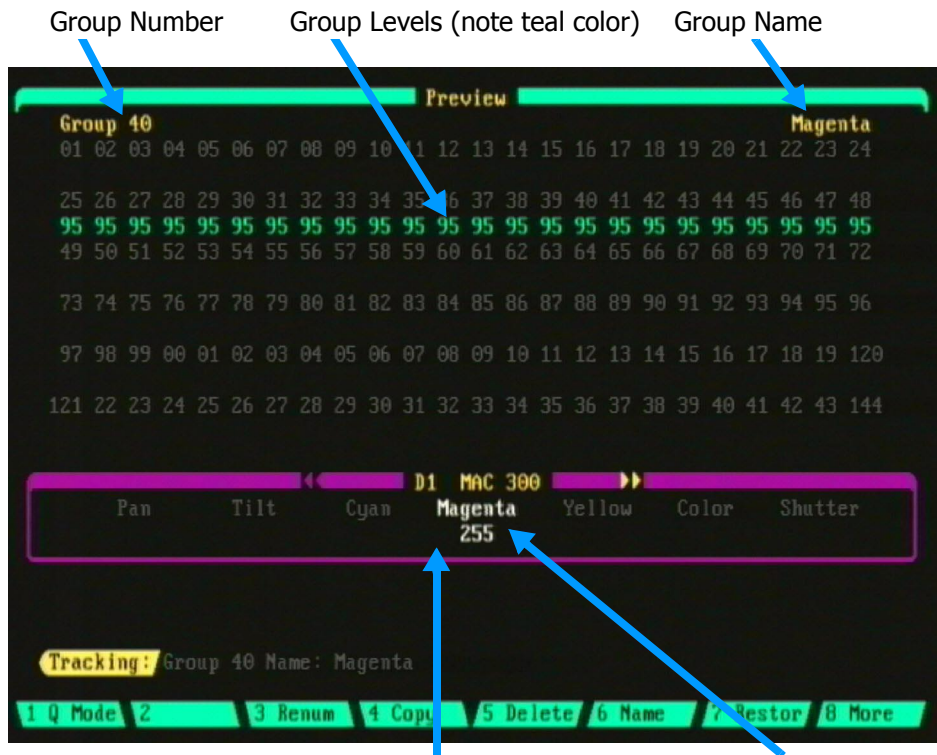 Group Number Group Levels (note teal color) Group Name
Preview
Group 40 Magenta
01 02 03 04 05 06 07 08 09 10 11 12 13 14 15 16 17 18 19 20 21 22 23 24
25 26 27 28 29 30 31 32 33 34 35 36 37 38 39 40 41 42 43 44 45 46 47 48
95 95 95 95 95 95 95 95 95 95 95 95 95 95 95 95 95 95 95 95 95 95 95 95
49 50 51 52 53 54 55 56 57 58 59 60 61 62 63 64 65 66 67 68 69 70 71 72
73 74 75 76 77 78 79 80 81 82 83 84 85 86 87 88 89 90 91 92 93 94 95 96
97 98 99 00 01 02 03 04 05 06 07 08 09 10 11 12 13 14 15 16 17 18 19 120
121 22 23 24 25 26 27 28 29 30 31 32 33 34 35 36 37 38 39 40 41 42 43 144
D1 MAC 300
Pan Tilt Cyan Magenta Yellow Color Shutter
255
Tracking: Group 40 Name: Magenta
1 Q Mode 2 3 Renum 4 Copy 5 Delete 6 Name 7 Restor 8 More